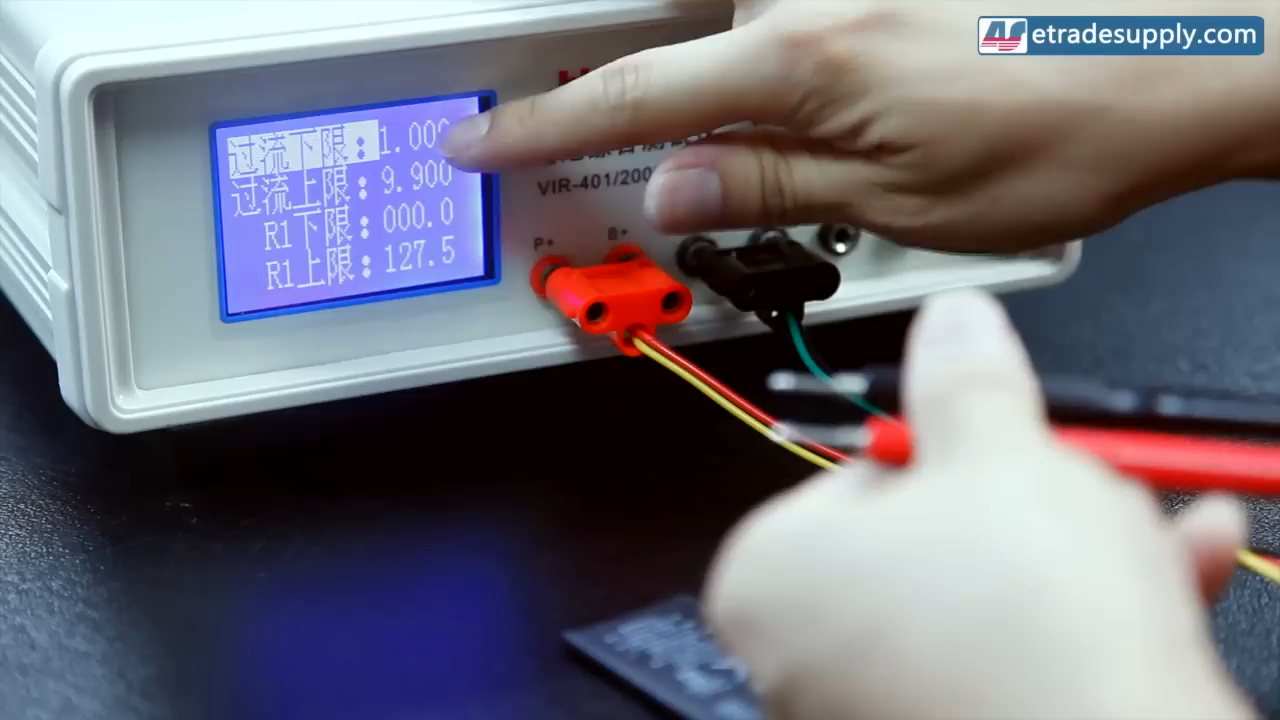 etradesupply.com
过流下限:1.000
过流上限:9.900
R1下限:000.0
R1上限:127.5
VIR-401/200
P+
B+